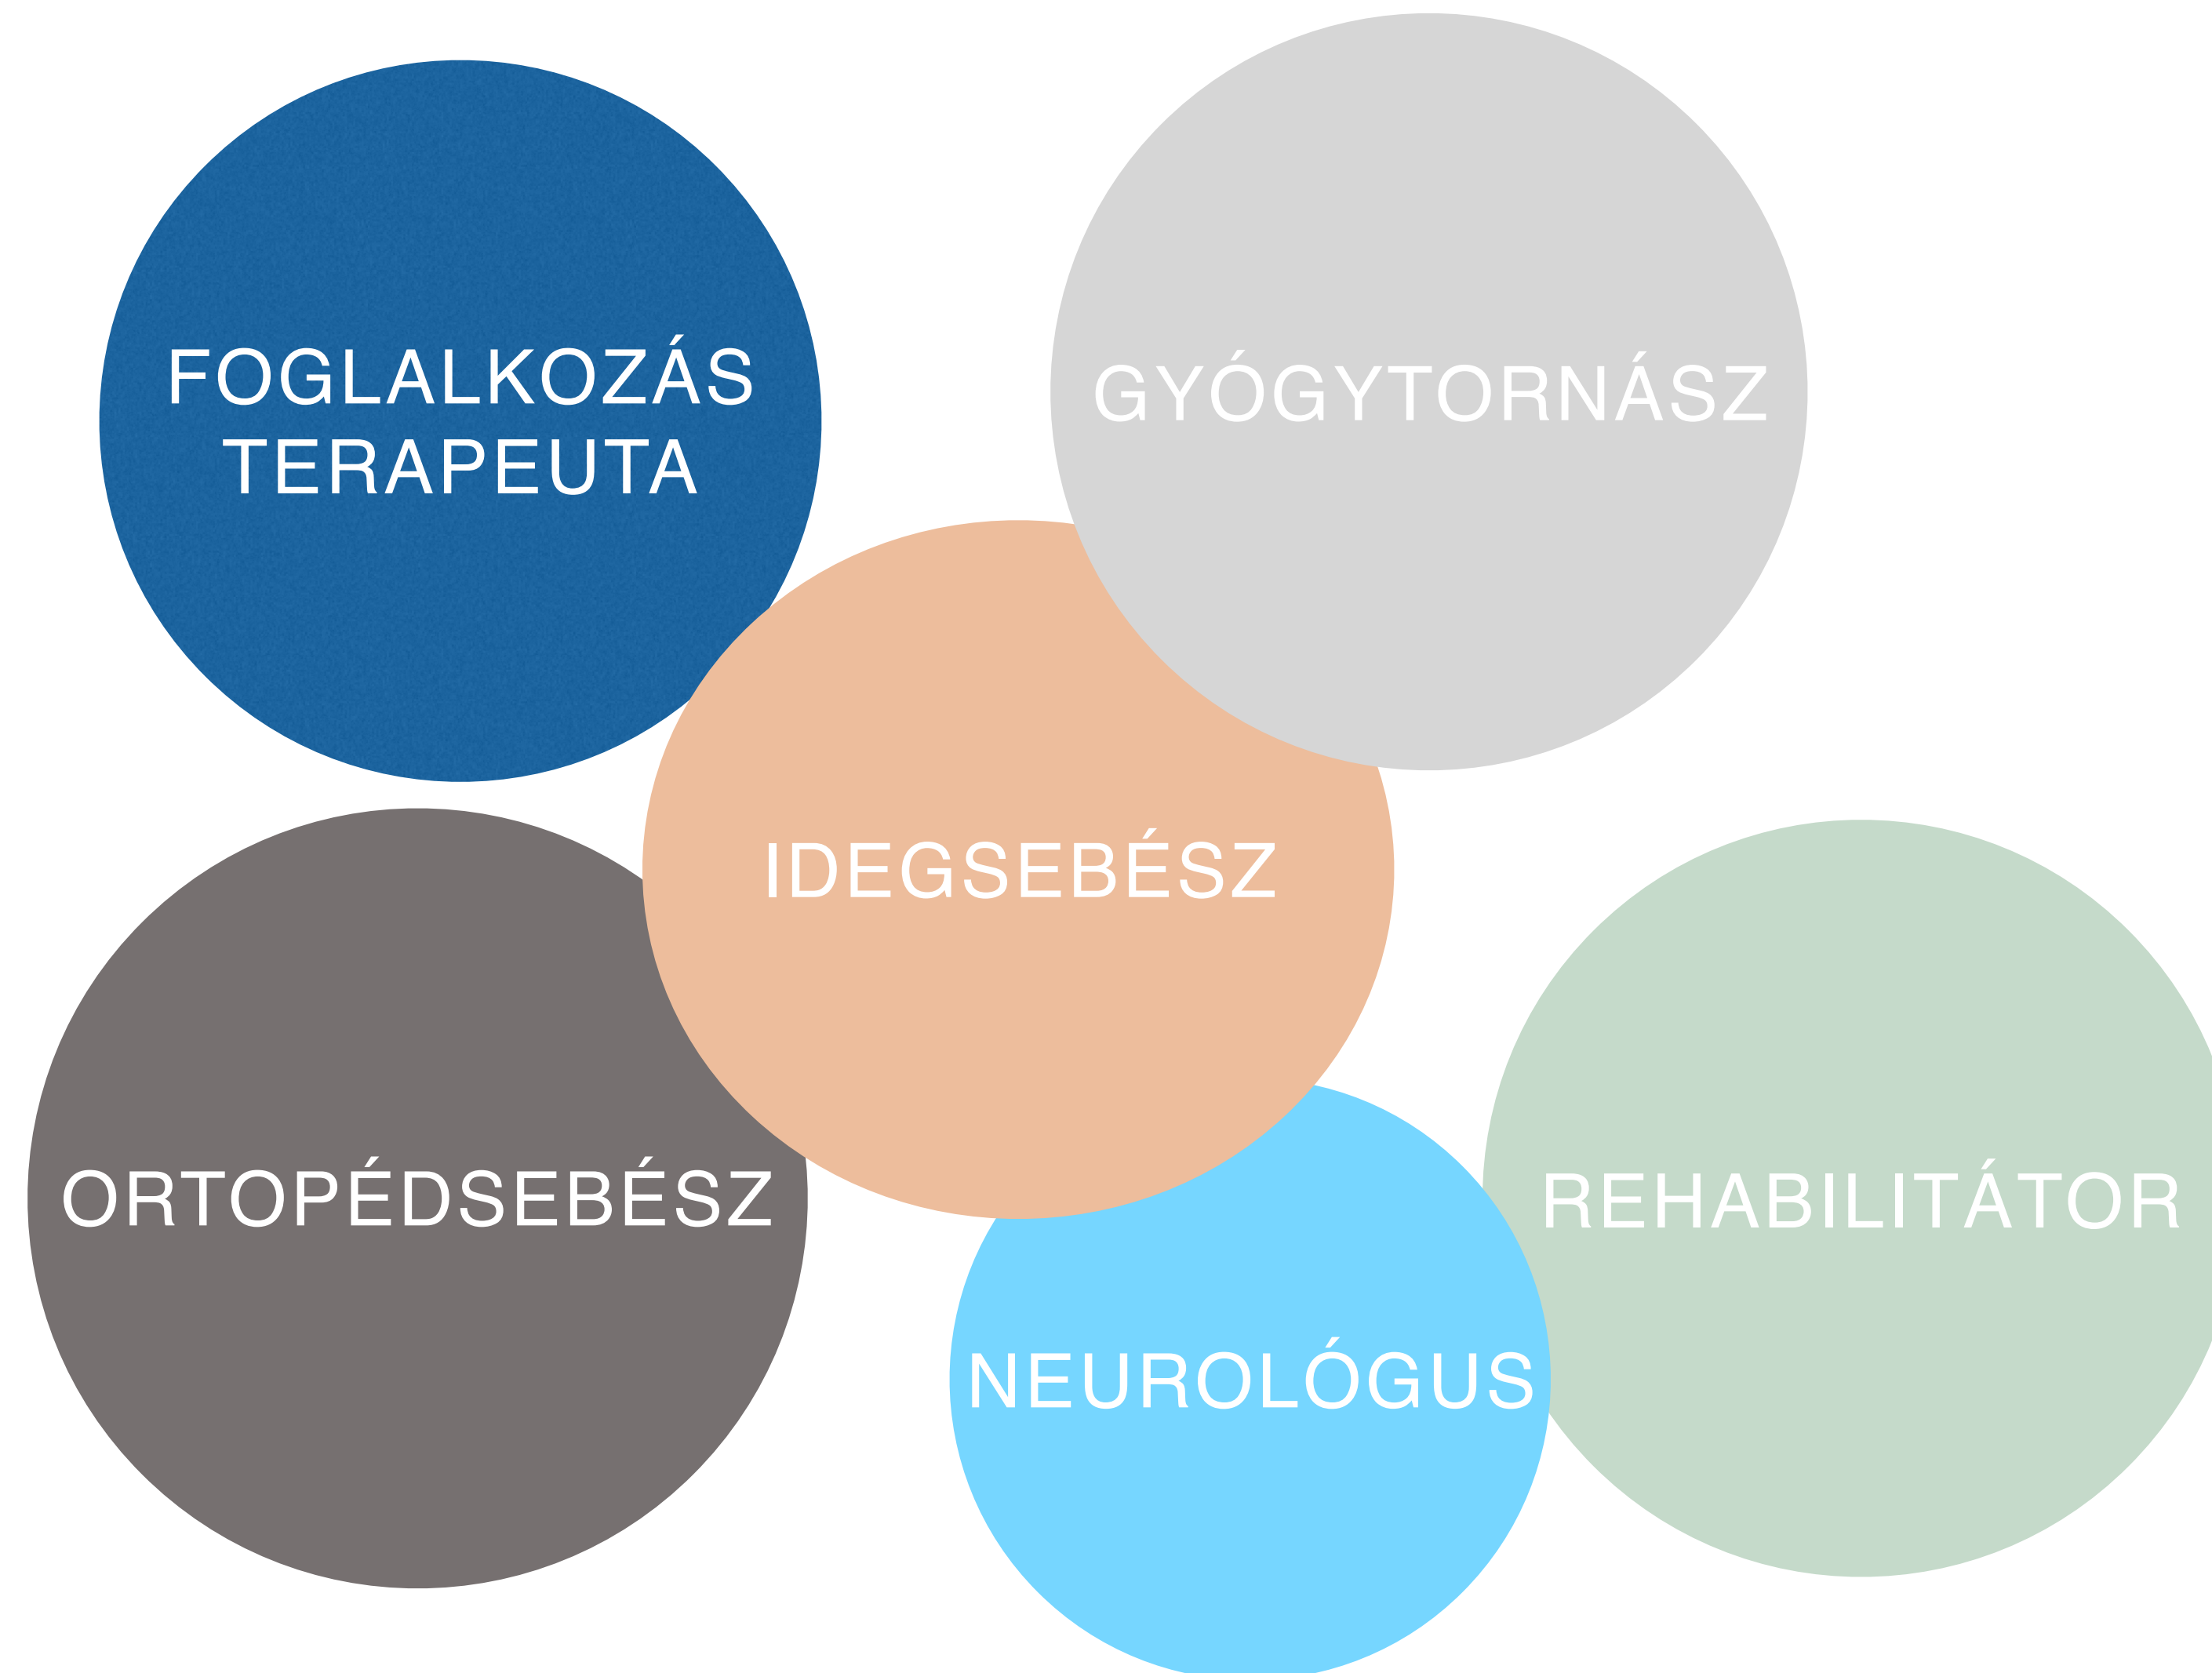 FOGLALKOZÁS
TERAPEUTA
GYÓGYTORNÁSZ
IDEGSEBÉSZ
ORTOPÉDSEBÉSZ
REHABILITÁTOR
NEUROLÓGUS